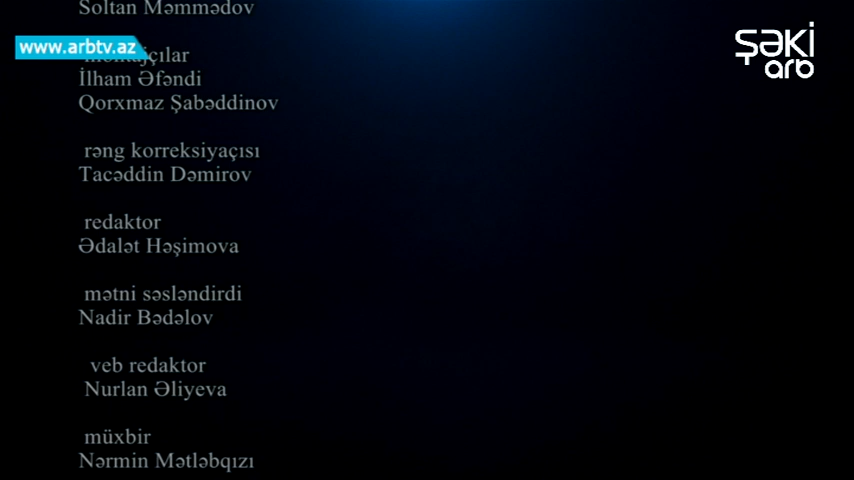 Soltan Məmmədov
www.arbtv.az
montajçılar
İlham Əfəndi
Qorxmaz Şabəddinov
rəng korreksiyaçısı
Tacəddin Dəmirov
redaktor
Ədalət Həşimova
mətni səsləndirdi
Nadir Bədəlov
veb redaktor
Nurlan Əliyeva
müxbir
Nərmin Mətləbqızı
ŞƏKİ
arb